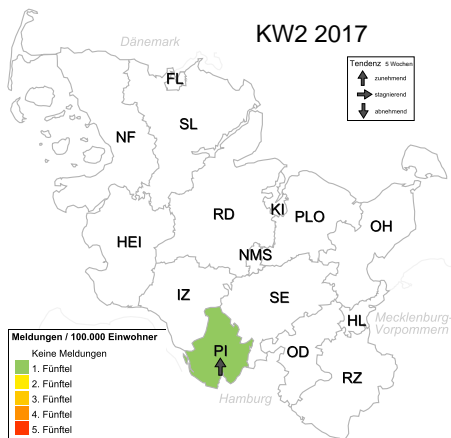 KW2 2017
Dänemark
Tendenz 5 Wochen
zunehmend
stagnierend
abnehmend
FL
SL
NF
RD
KI
PLO
OH
HEI
NMS
IZ
SE
HL
Mecklenburg-
Vorpommern
PI
OD
RZ
Hamburg
Meldungen / 100.000 Einwohner
Keine Meldungen
1. Fünftel
2. Fünftel
3. Fünftel
4. Fünftel
5. Fünftel